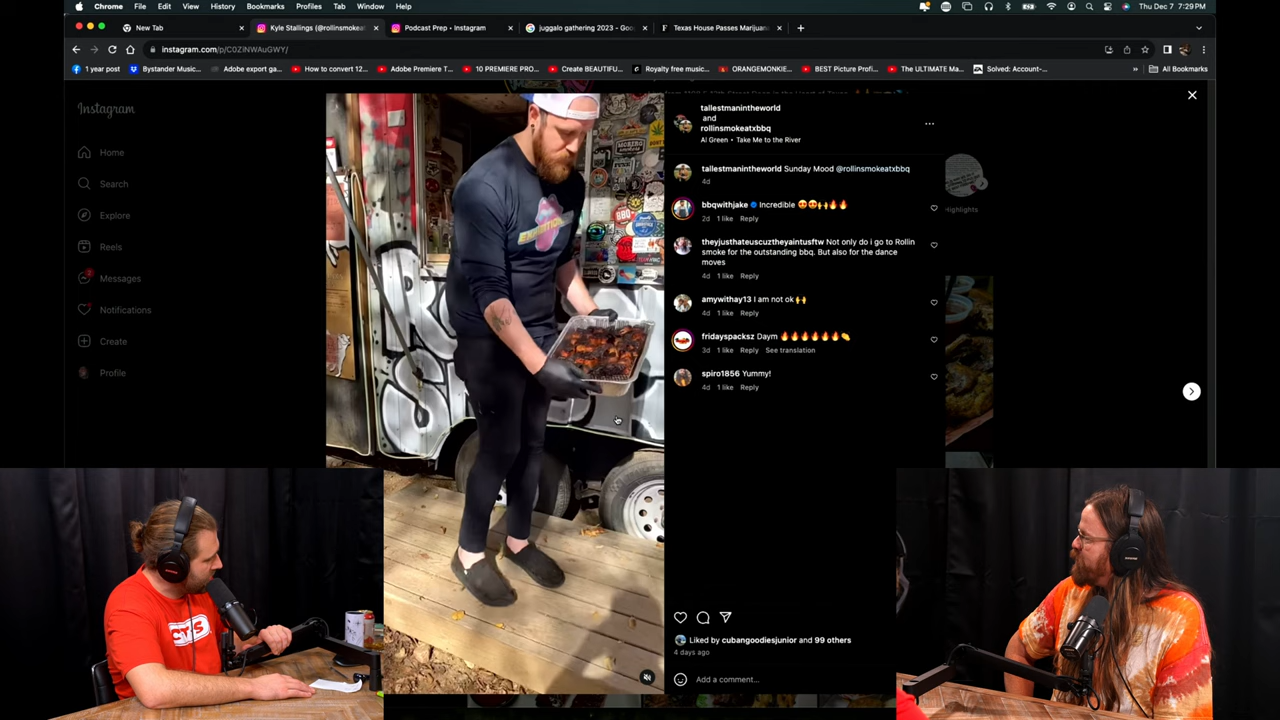 Chrome File Edit View History Bookmarks Profiles Tab Window Help
Thu Dec 7 7:29 PM
New Tab
Kyle Stallings (@rollinsmokeat
Podcast Prep • Instagram
juggalo gathering 2023 - Goo
Texas House Passes Marijuan
instagram.com/p/C0ZiNWAuGWY/
1 year post
Bystander Music...
Adobe export ga...
How to convert 12...
Adobe Premiere T...
10 PREMIERE PRO...
Create BEAUTIFU...
Royalty free music...
ORANGEMONKIE...
BEST Picture Profi...
The ULTIMATE Ma...
Solved: Account-...
All Bookmarks
Instagram
Home
Search
Explore
Reels
Messages
Notifications
Create
Profile
BBQ
tallestmanintheworld
and
rollinsmokeatxbbq
Al Green • Take Me to the River
tallestmanintheworld Sunday Mood @rollinsmokeatxbbq
4d
bbqwithjake Incredible 😍😍🙌🔥🔥
2d 1 like Reply
theyjusthateuscuztheyaintusftw Not only do i go to Rollin
smoke for the outstanding bbq. But also for the dance
moves
4d 1 like Reply
amywithay13 I am not ok 🙌
4d 1 like Reply
fridayspacksz Daym 🔥🔥🔥🔥🔥🔥🔥
3d 1 like Reply See translation
spiro1856 Yummy!
4d 1 like Reply
Highlights
Liked by cubangoodiesjunior and 99 others
4 days ago
Add a comment...